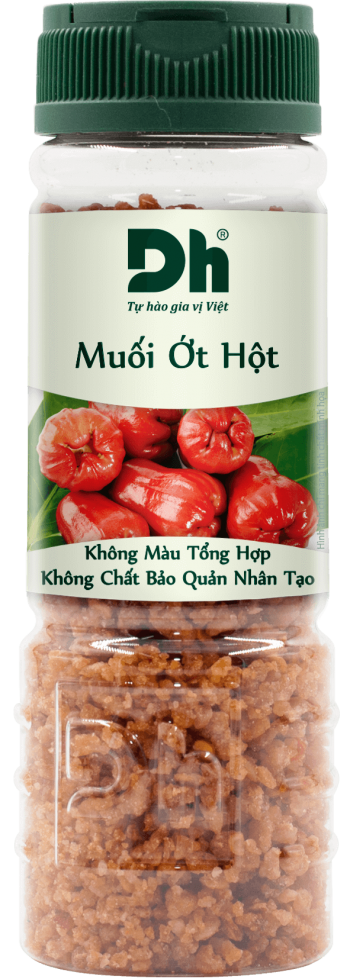 Dh®
Tự hào gia vị Việt
Muối Ớt Hột
Không Màu Tổng Hợp
Không Chất Bảo Quản Nhân Tạo
Dh